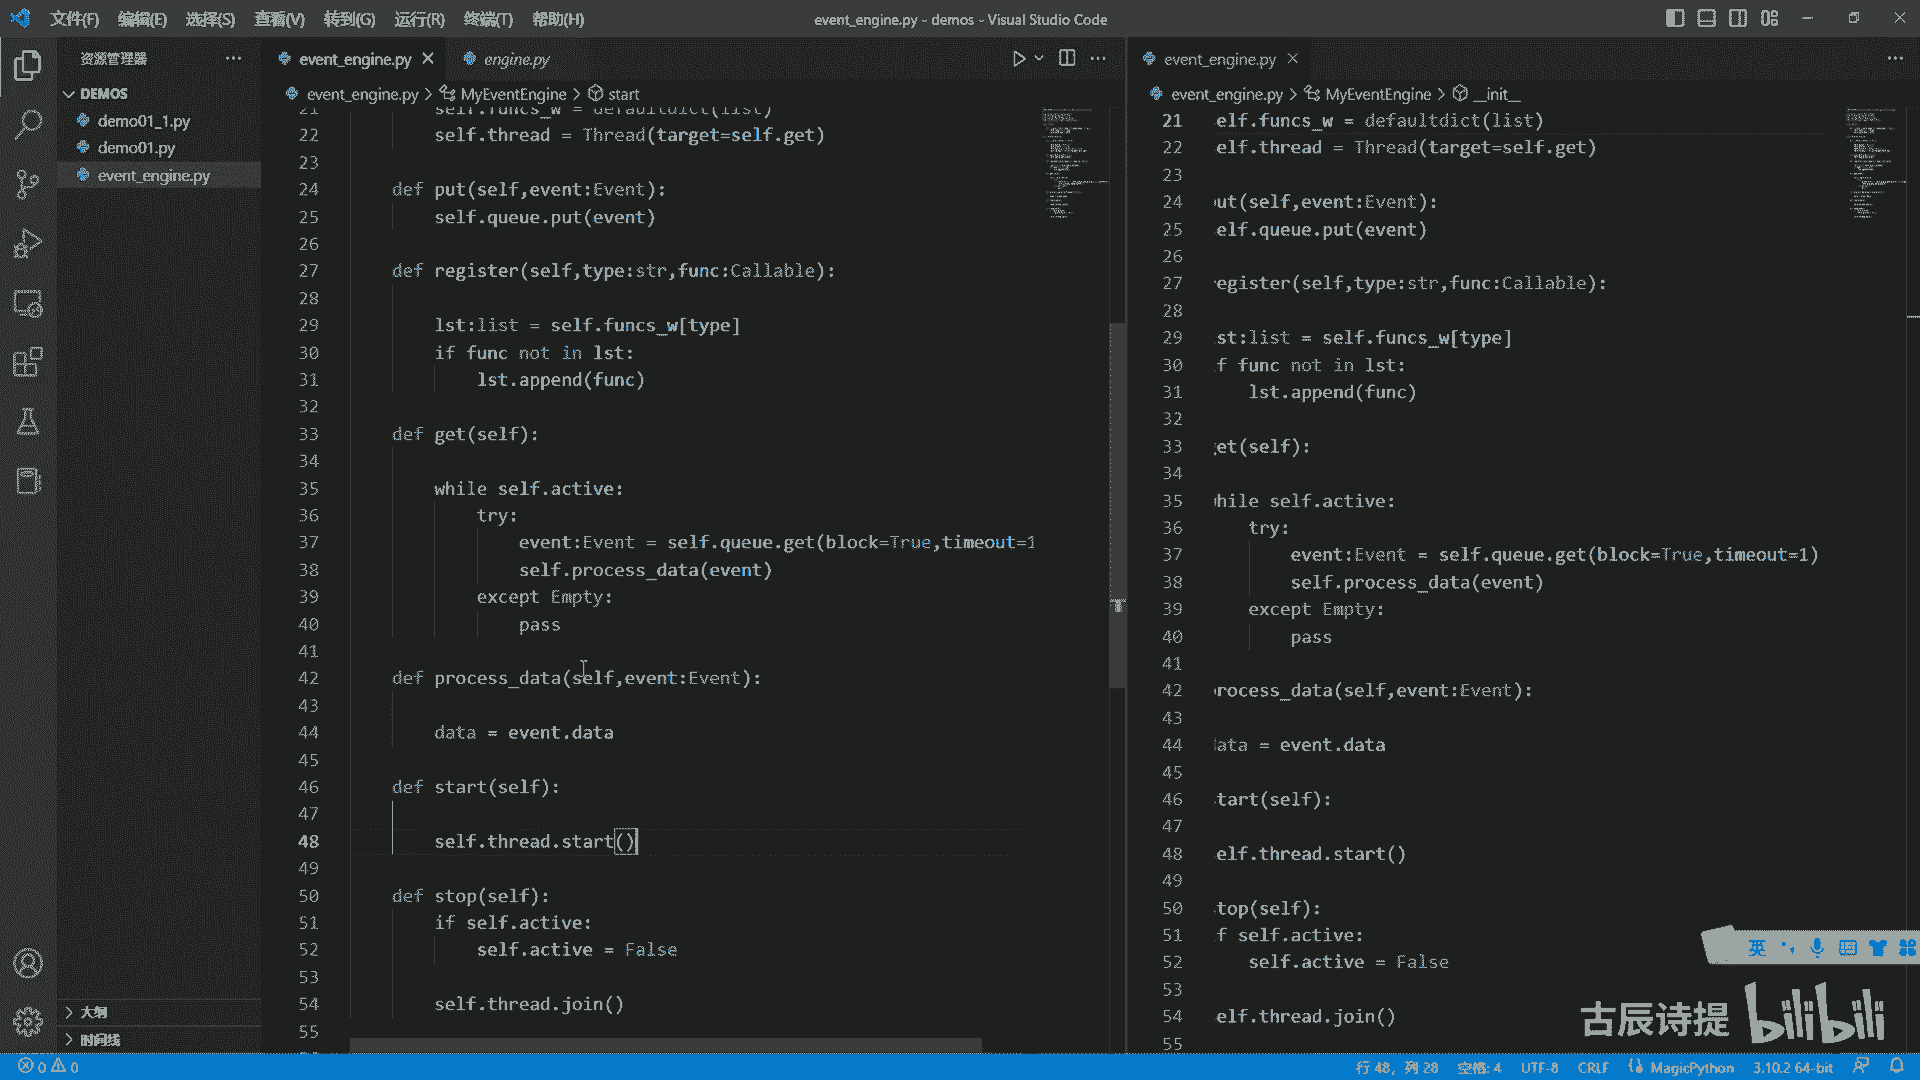 文件(F) 编辑(E) 选择(S) 查看(V) 转到(G) 运行(R) 终端(T) 帮助(H)
event_engine.py - demos - Visual Studio Code
资源管理器
DEMOS
demo01_1.py
demo01.py
event_engine.py
大纲
时间线
event_engine.py
engine.py
event_engine.py > MyEventEngine > start
21 self.funcs_w = defaultdict(list)
22 self.thread = Thread(target=self.get)
23
24 def put(self,event:Event):
25 self.queue.put(event)
26
27 def register(self,type:str,func:Callable):
28
29 lst:list = self.funcs_w[type]
30 if func not in lst:
31 lst.append(func)
32
33 def get(self):
34
35 while self.active:
36 try:
37 event:Event = self.queue.get(block=True,timeout=1
38 self.process_data(event)
39 except Empty:
40 pass
41
42 def process_data(self,event:Event):
43
44 data = event.data
45
46 def start(self):
47
48 self.thread.start()
49
50 def stop(self):
51 if self.active:
52 self.active = False
53
54 self.thread.join()
55
event_engine.py
event_engine.py > MyEventEngine > __init__
21 elf.funcs_w = defaultdict(list)
22 elf.thread = Thread(target=self.get)
23
24 ut(self,event:Event):
25 elf.queue.put(event)
26
27 egister(self,type:str,func:Callable):
28
29 st:list = self.funcs_w[type]
30 f func not in lst:
31 lst.append(func)
32
33 et(self):
34
35 hile self.active:
36 try:
37 event:Event = self.queue.get(block=True,timeout=1)
38 self.process_data(event)
39 except Empty:
40 pass
41
42 rocess_data(self,event:Event):
43
44 ata = event.data
45
46 tart(self):
47
48 elf.thread.start()
49
50 top(self):
51 f self.active:
52 self.active = False
53
54 elf.thread.join()
55
英
古辰诗提 bilibili
0 0
行 48，列 28 空格: 4 UTF-8 CRLF MagicPython 3.10.2 64-bit